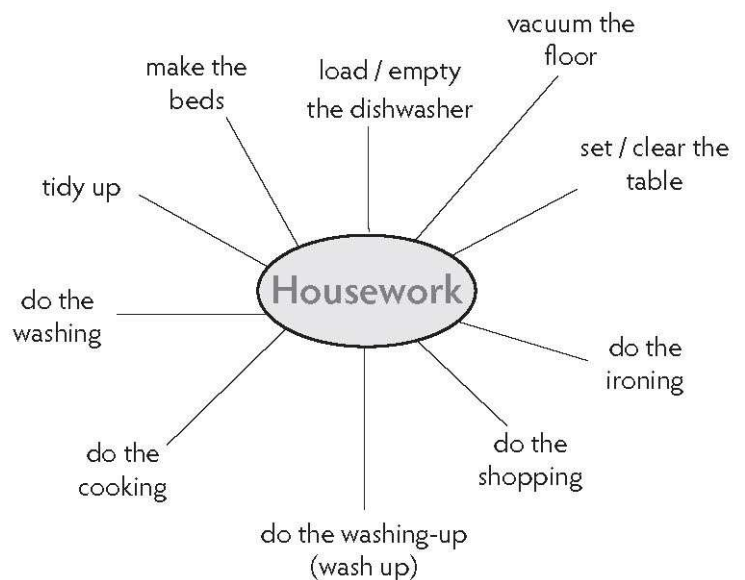 vacuum the
floor
make the
beds
load / empty
the dishwasher
set / clear the
table
tidy up
Housework
do the
washing
do the
ironing
do the
cooking
do the
shopping
do the washing-up
(wash up)